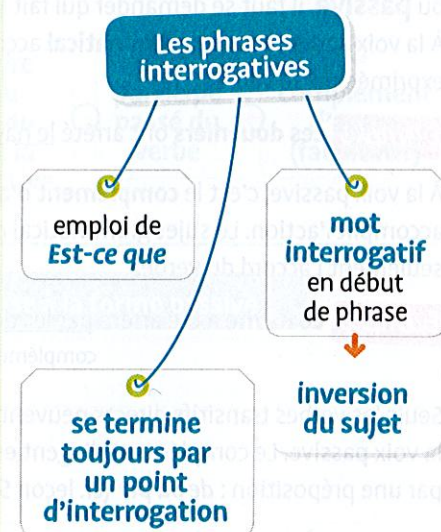 Les phrases
interrogatives
emploi de
Est-ce que
mot
interrogatif
en début
de phrase
inversion
du sujet
se termine
toujours par
un point
d'interrogation